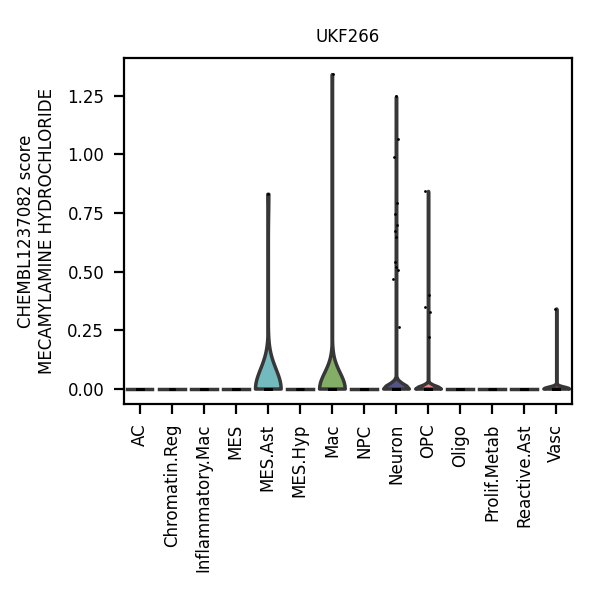 UKF266
CHEMBL1237082 score
MECAMYLAMINE HYDROCHLORIDE
1.25
1.00
0.75
0.50
0.25
0.00
AC
Chromatin.Reg
Inflammatory.Mac
MES
MES.Ast
MES.Hyp
Mac
NPC
Neuron
OPC
Oligo
Prolif.Metab
Reactive.Ast
Vasc